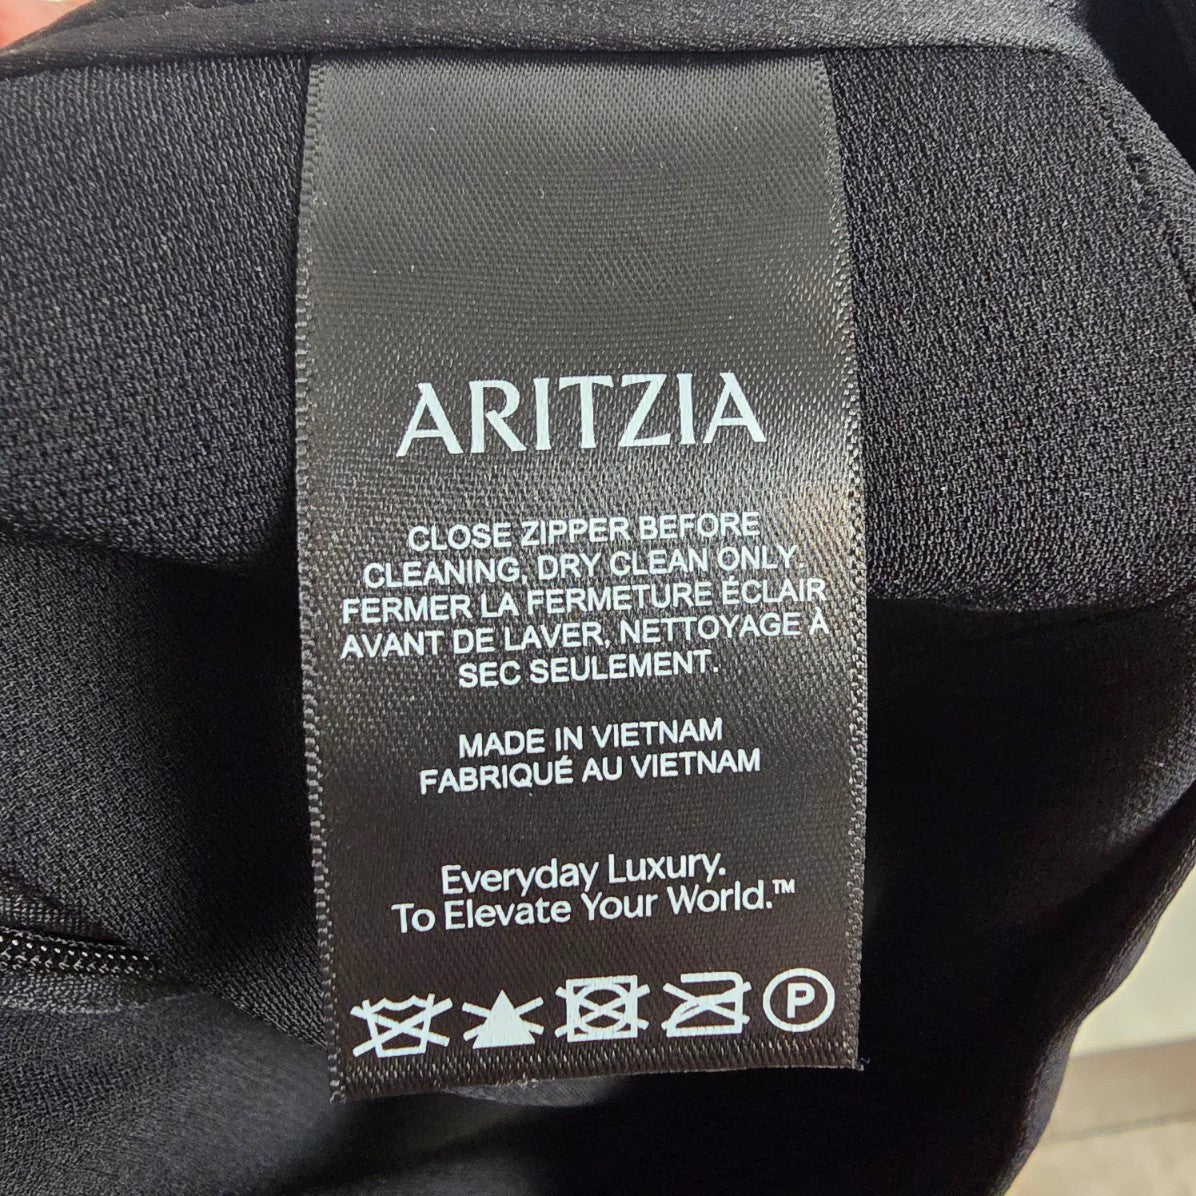 ARITZIA
CLOSE ZIPPER BEFORE
CLEANING, DRY CLEAN ONLY.
FERMER LA FERMETURE ÉCLAIR
AVANT DE LAVER, NETTOYAGE À
SEC SEULEMENT.
MADE IN VIETNAM
FABRIQUÉ AU VIETNAM
Everyday Luxury.
To Elevate Your World.™
P